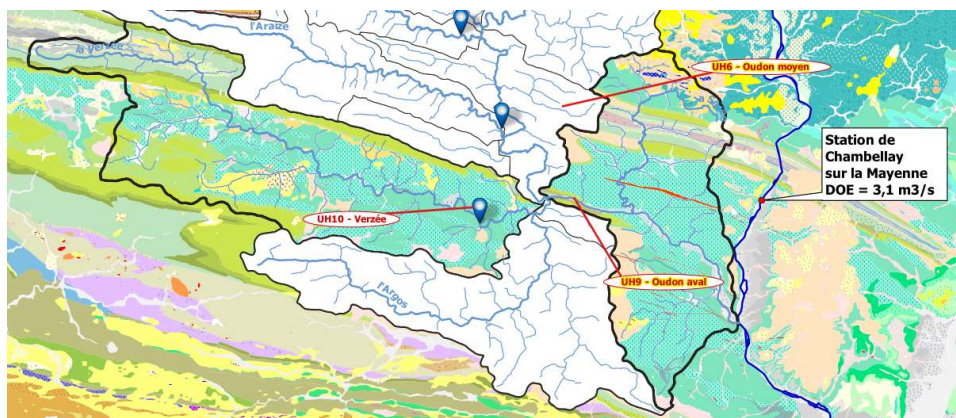 l'Araize
la Verzée
UH6 - Oudon moyen
Station de
Chambellay
sur la Mayenne
DOE = 3,1 m3/s
UH10 - Verzée
UH9 - Oudon aval
l'Argos